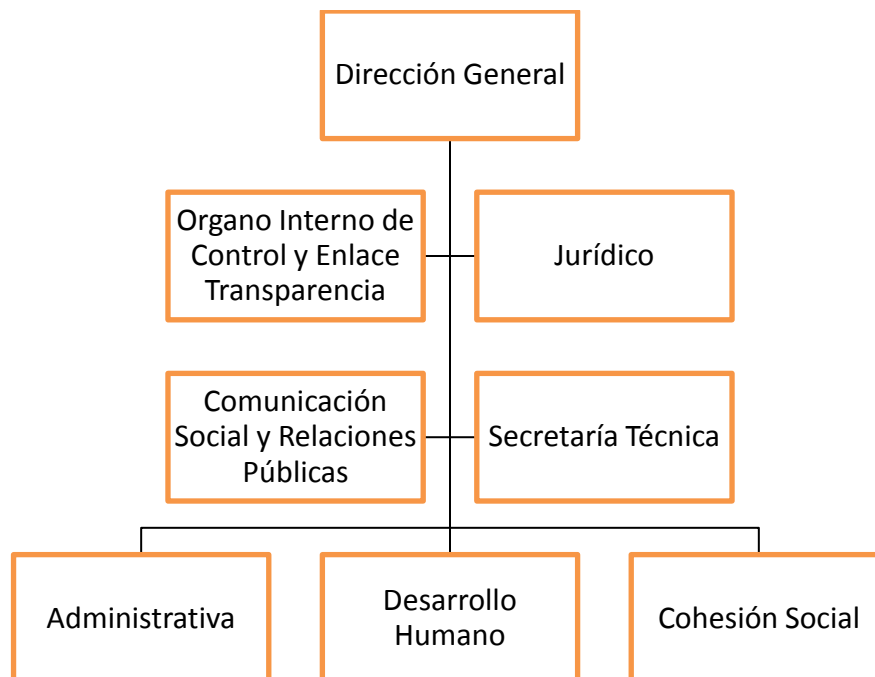 Dirección General
Organo Interno de
Control y Enlace
Transparencia
Jurídico
Comunicación
Social y Relaciones
Públicas
Secretaría Técnica
Administrativa
Desarrollo
Humano
Cohesión Social